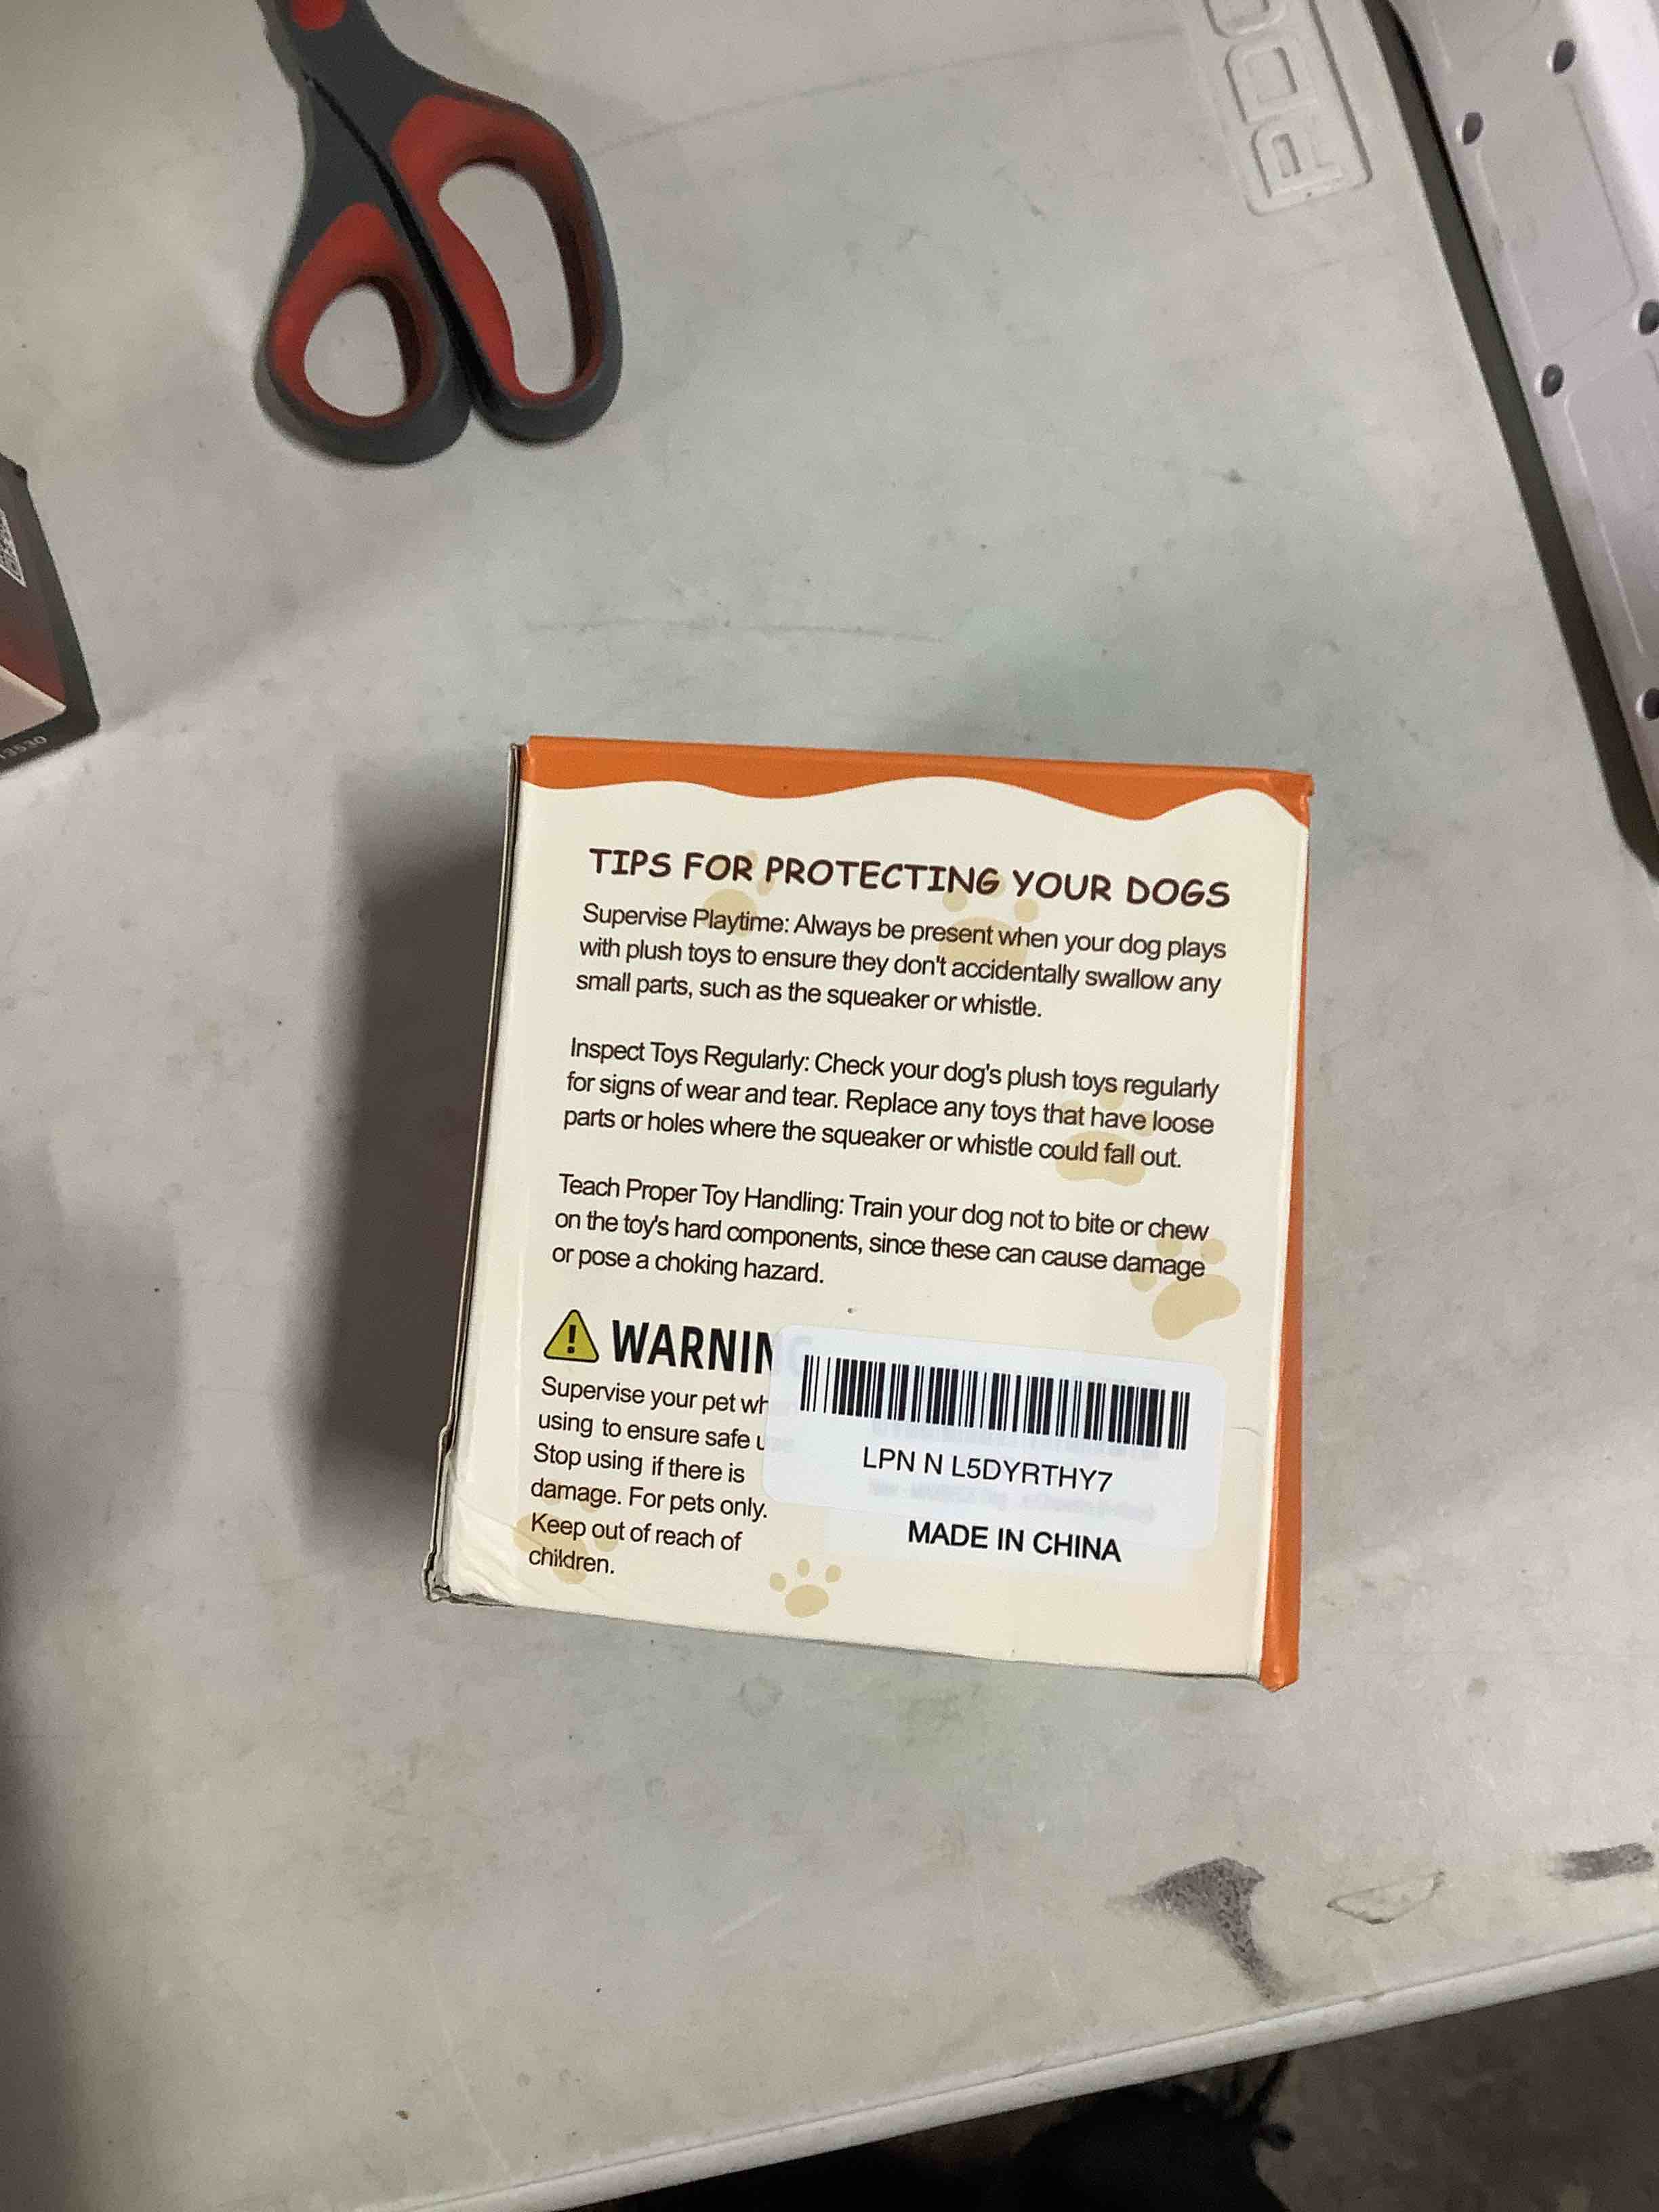 TIPS FOR PROTECTING YOUR DOGS
Supervise Playtime: Always be present when your dog plays
with plush toys to ensure they don't accidentally swallow any
small parts, such as the squeaker or whistle.
Inspect Toys Regularly: Check your dog's plush toys regularly
for signs of wear and tear. Replace any toys that have loose
parts or holes where the squeaker or whistle could fall out.
Teach Proper Toy Handling: Train your dog not to bite or chew
on the toy's hard components, since these can cause damage
or pose a choking hazard.
WARNING
Supervise your pet
using to ensure safe
Stop using if there is
damage. For pets only.
Keep out of reach of
children.
LPN N L5DYRTHY7
MADE IN CHINA